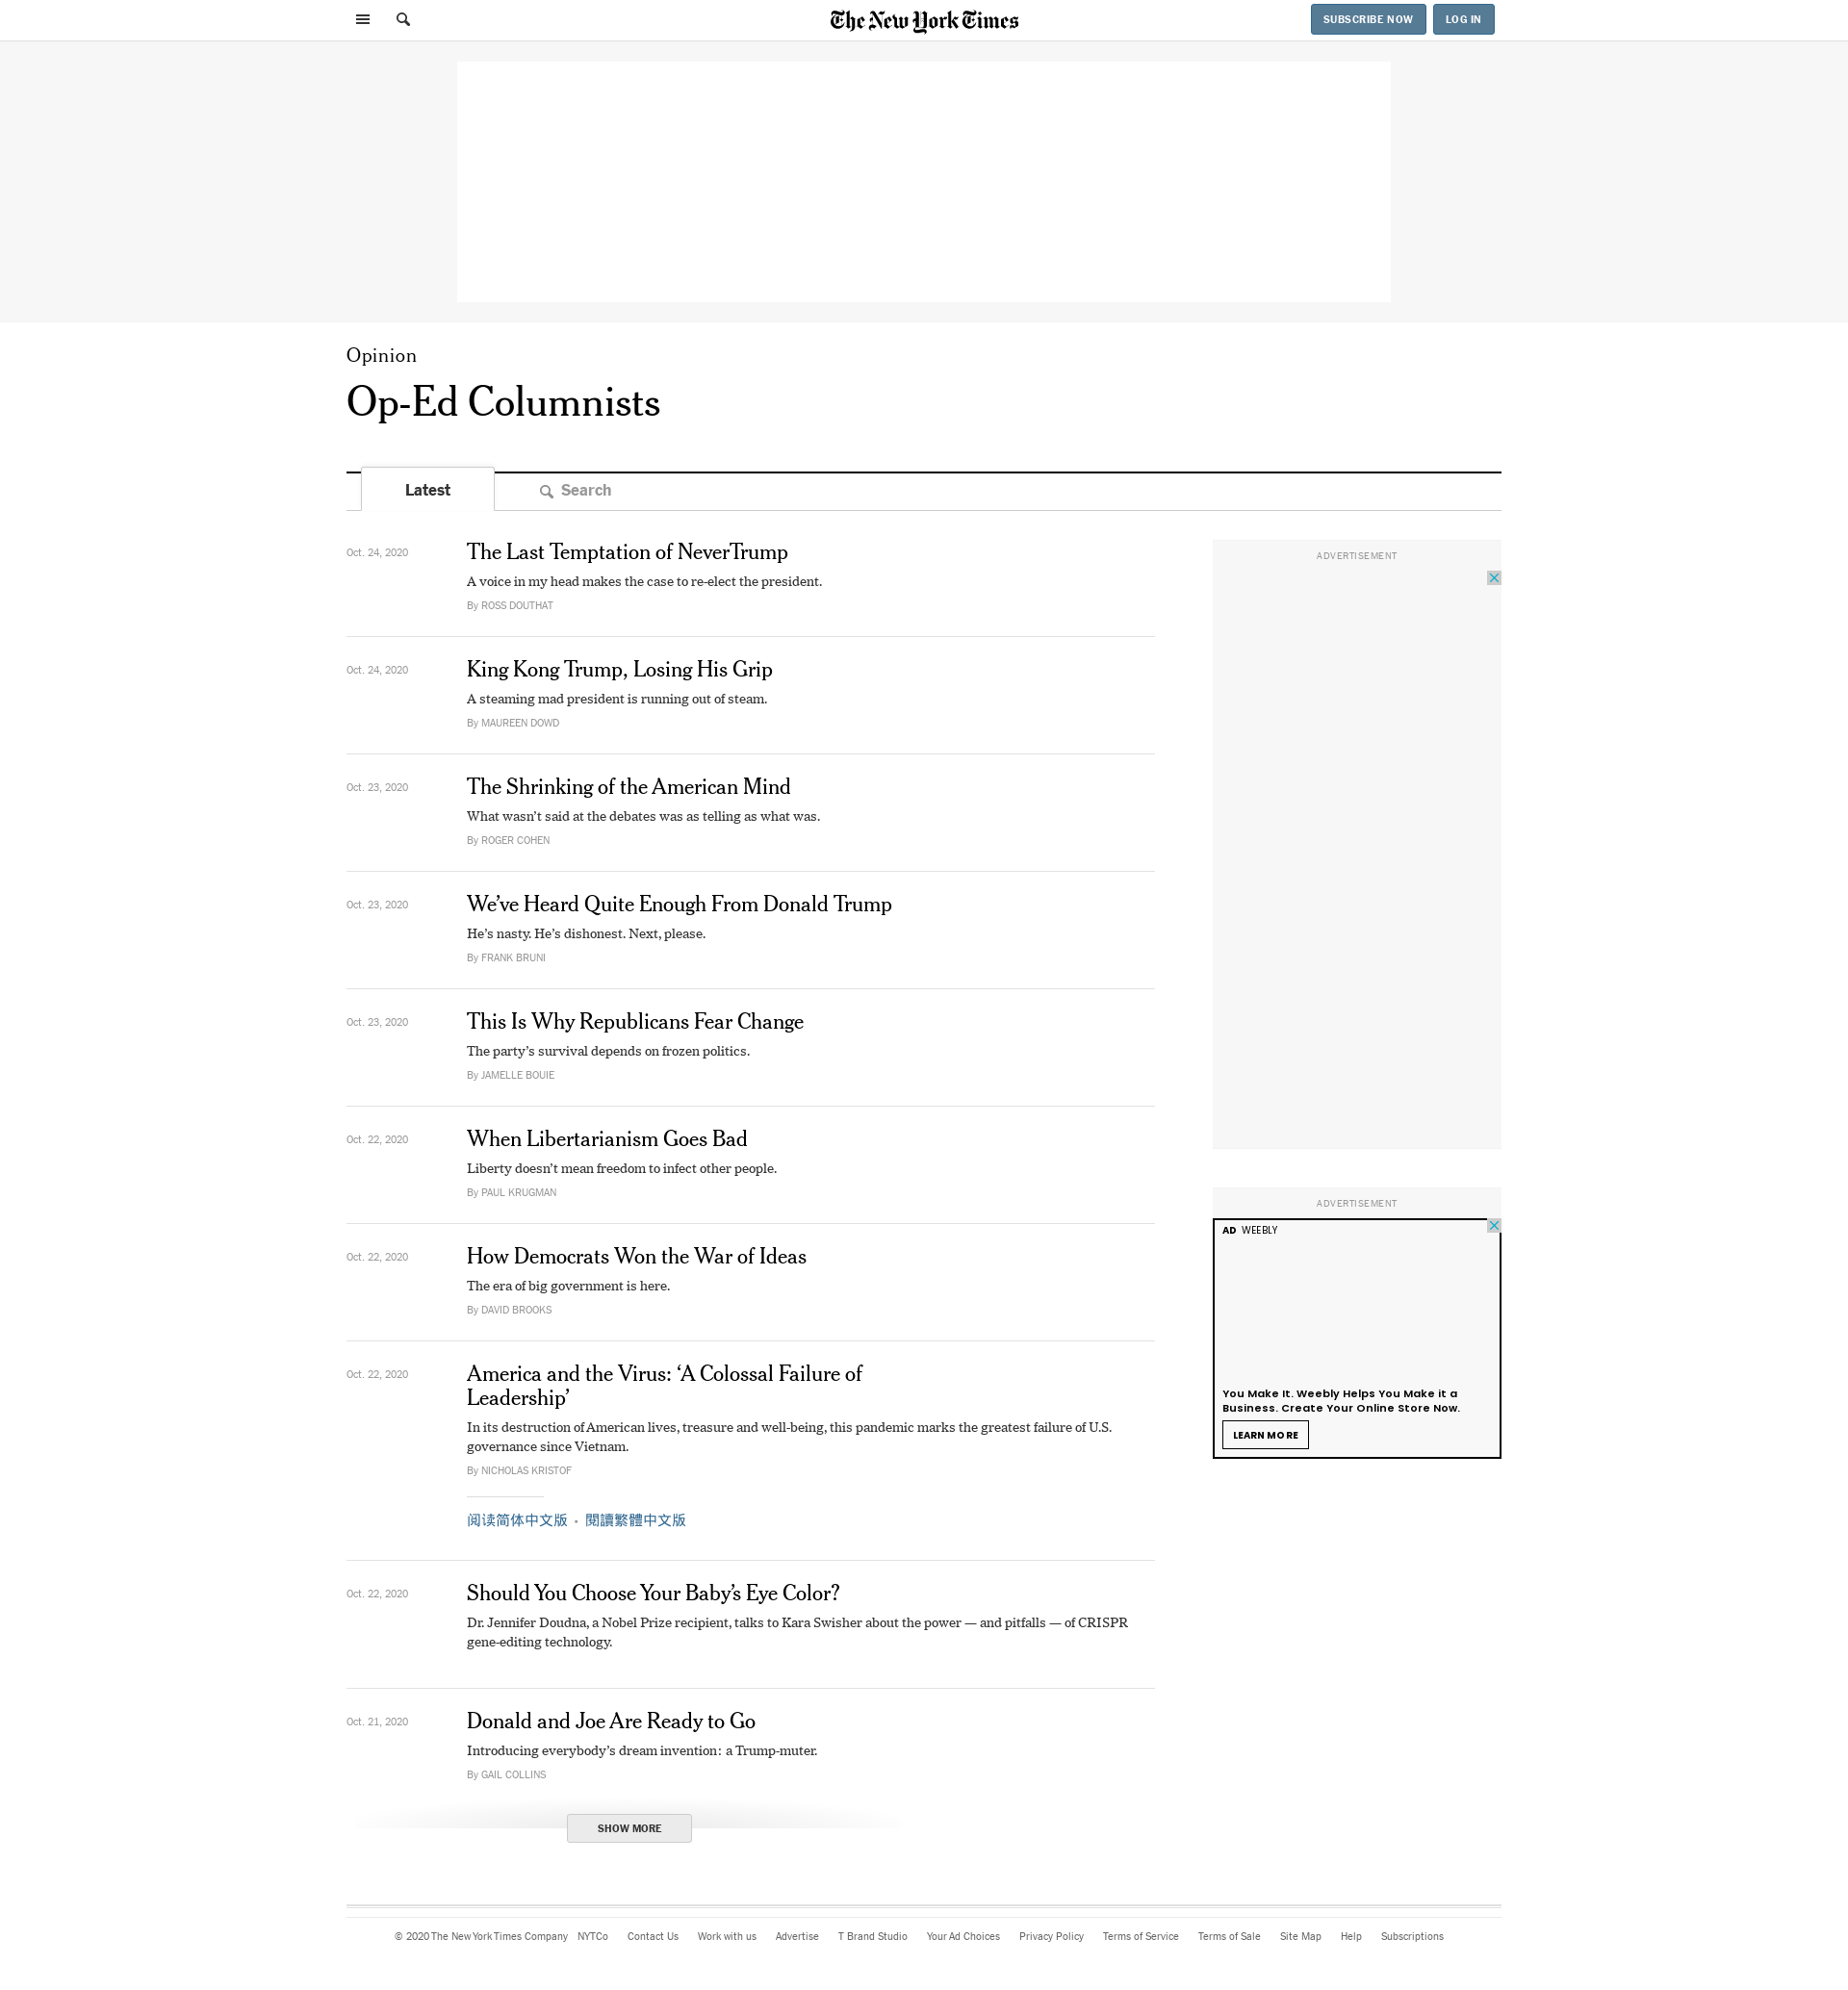 The New York Times
SUBSCRIBE NOW
LOG IN
Opinion
Op-Ed Columnists
Latest
Search
Oct. 24, 2020
The Last Temptation of NeverTrump
A voice in my head makes the case to re-elect the president.
By ROSS DOUTHAT
Oct. 24, 2020
King Kong Trump, Losing His Grip
A steaming mad president is running out of steam.
By MAUREEN DOWD
Oct. 23, 2020
The Shrinking of the American Mind
What wasn’t said at the debates was as telling as what was.
By ROGER COHEN
Oct. 23, 2020
We’ve Heard Quite Enough From Donald Trump
He’s nasty. He’s dishonest. Next, please.
By FRANK BRUNI
Oct. 23, 2020
This Is Why Republicans Fear Change
The party’s survival depends on frozen politics.
By JAMELLE BOUIE
Oct. 22, 2020
When Libertarianism Goes Bad
Liberty doesn’t mean freedom to infect other people.
By PAUL KRUGMAN
Oct. 22, 2020
How Democrats Won the War of Ideas
The era of big government is here.
By DAVID BROOKS
Oct. 22, 2020
America and the Virus: ‘A Colossal Failure of
Leadership’
In its destruction of American lives, treasure and well-being, this pandemic marks the greatest failure of U.S.
governance since Vietnam.
By NICHOLAS KRISTOF
阅读简体中文版 • 閱讀繁體中文版
Oct. 22, 2020
Should You Choose Your Baby’s Eye Color?
Dr. Jennifer Doudna, a Nobel Prize recipient, talks to Kara Swisher about the power — and pitfalls — of CRISPR
gene-editing technology.
Oct. 21, 2020
Donald and Joe Are Ready to Go
Introducing everybody’s dream invention: a Trump-muter.
By GAIL COLLINS
SHOW MORE
ADVERTISEMENT
ADVERTISEMENT
AD WEEBLY
You Make It. Weebly Helps You Make it a
Business. Create Your Online Store Now.
LEARN MORE
© 2020 The New York Times Company NYTCo Contact Us Work with us Advertise T Brand Studio Your Ad Choices Privacy Policy Terms of Service Terms of Sale Site Map Help Subscriptions